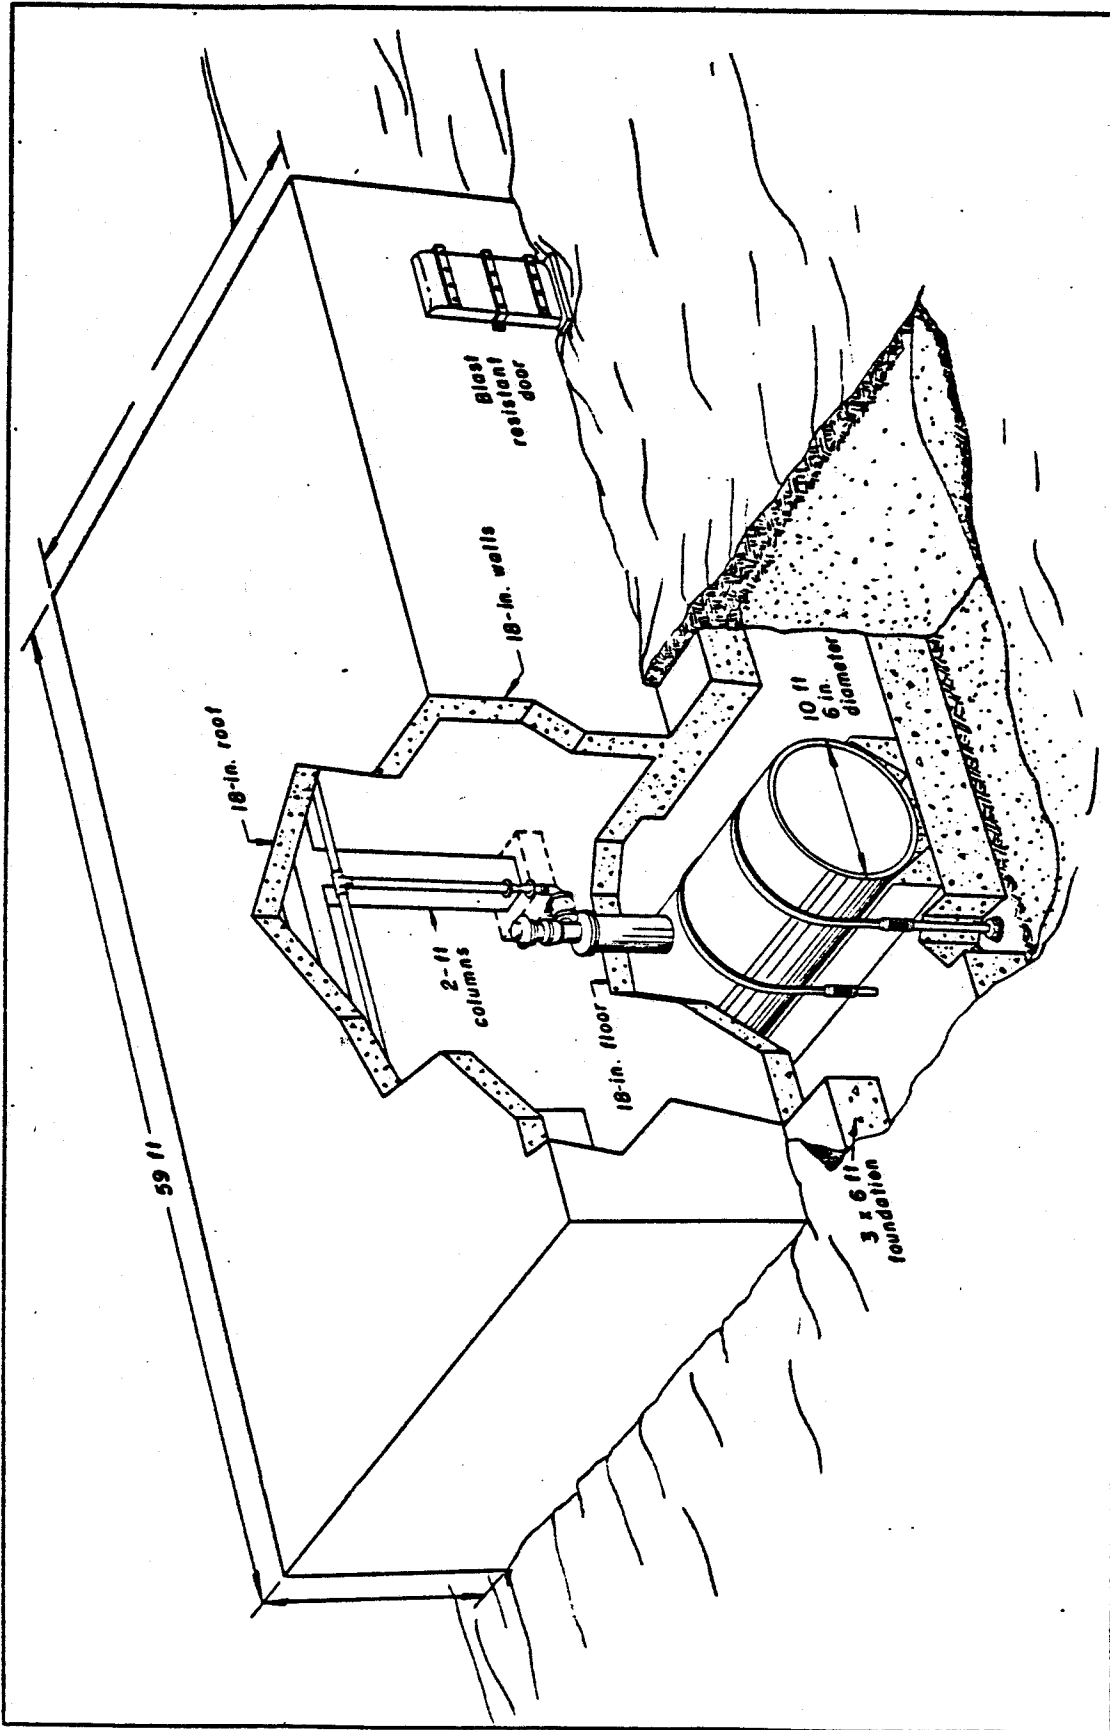 59 ft
18-in. roof
18-in. walls
Blast
resistant
door
2-ft
columns
18-in. floor
10 ft
6 in.
diameter
3 x 6 ft
foundation